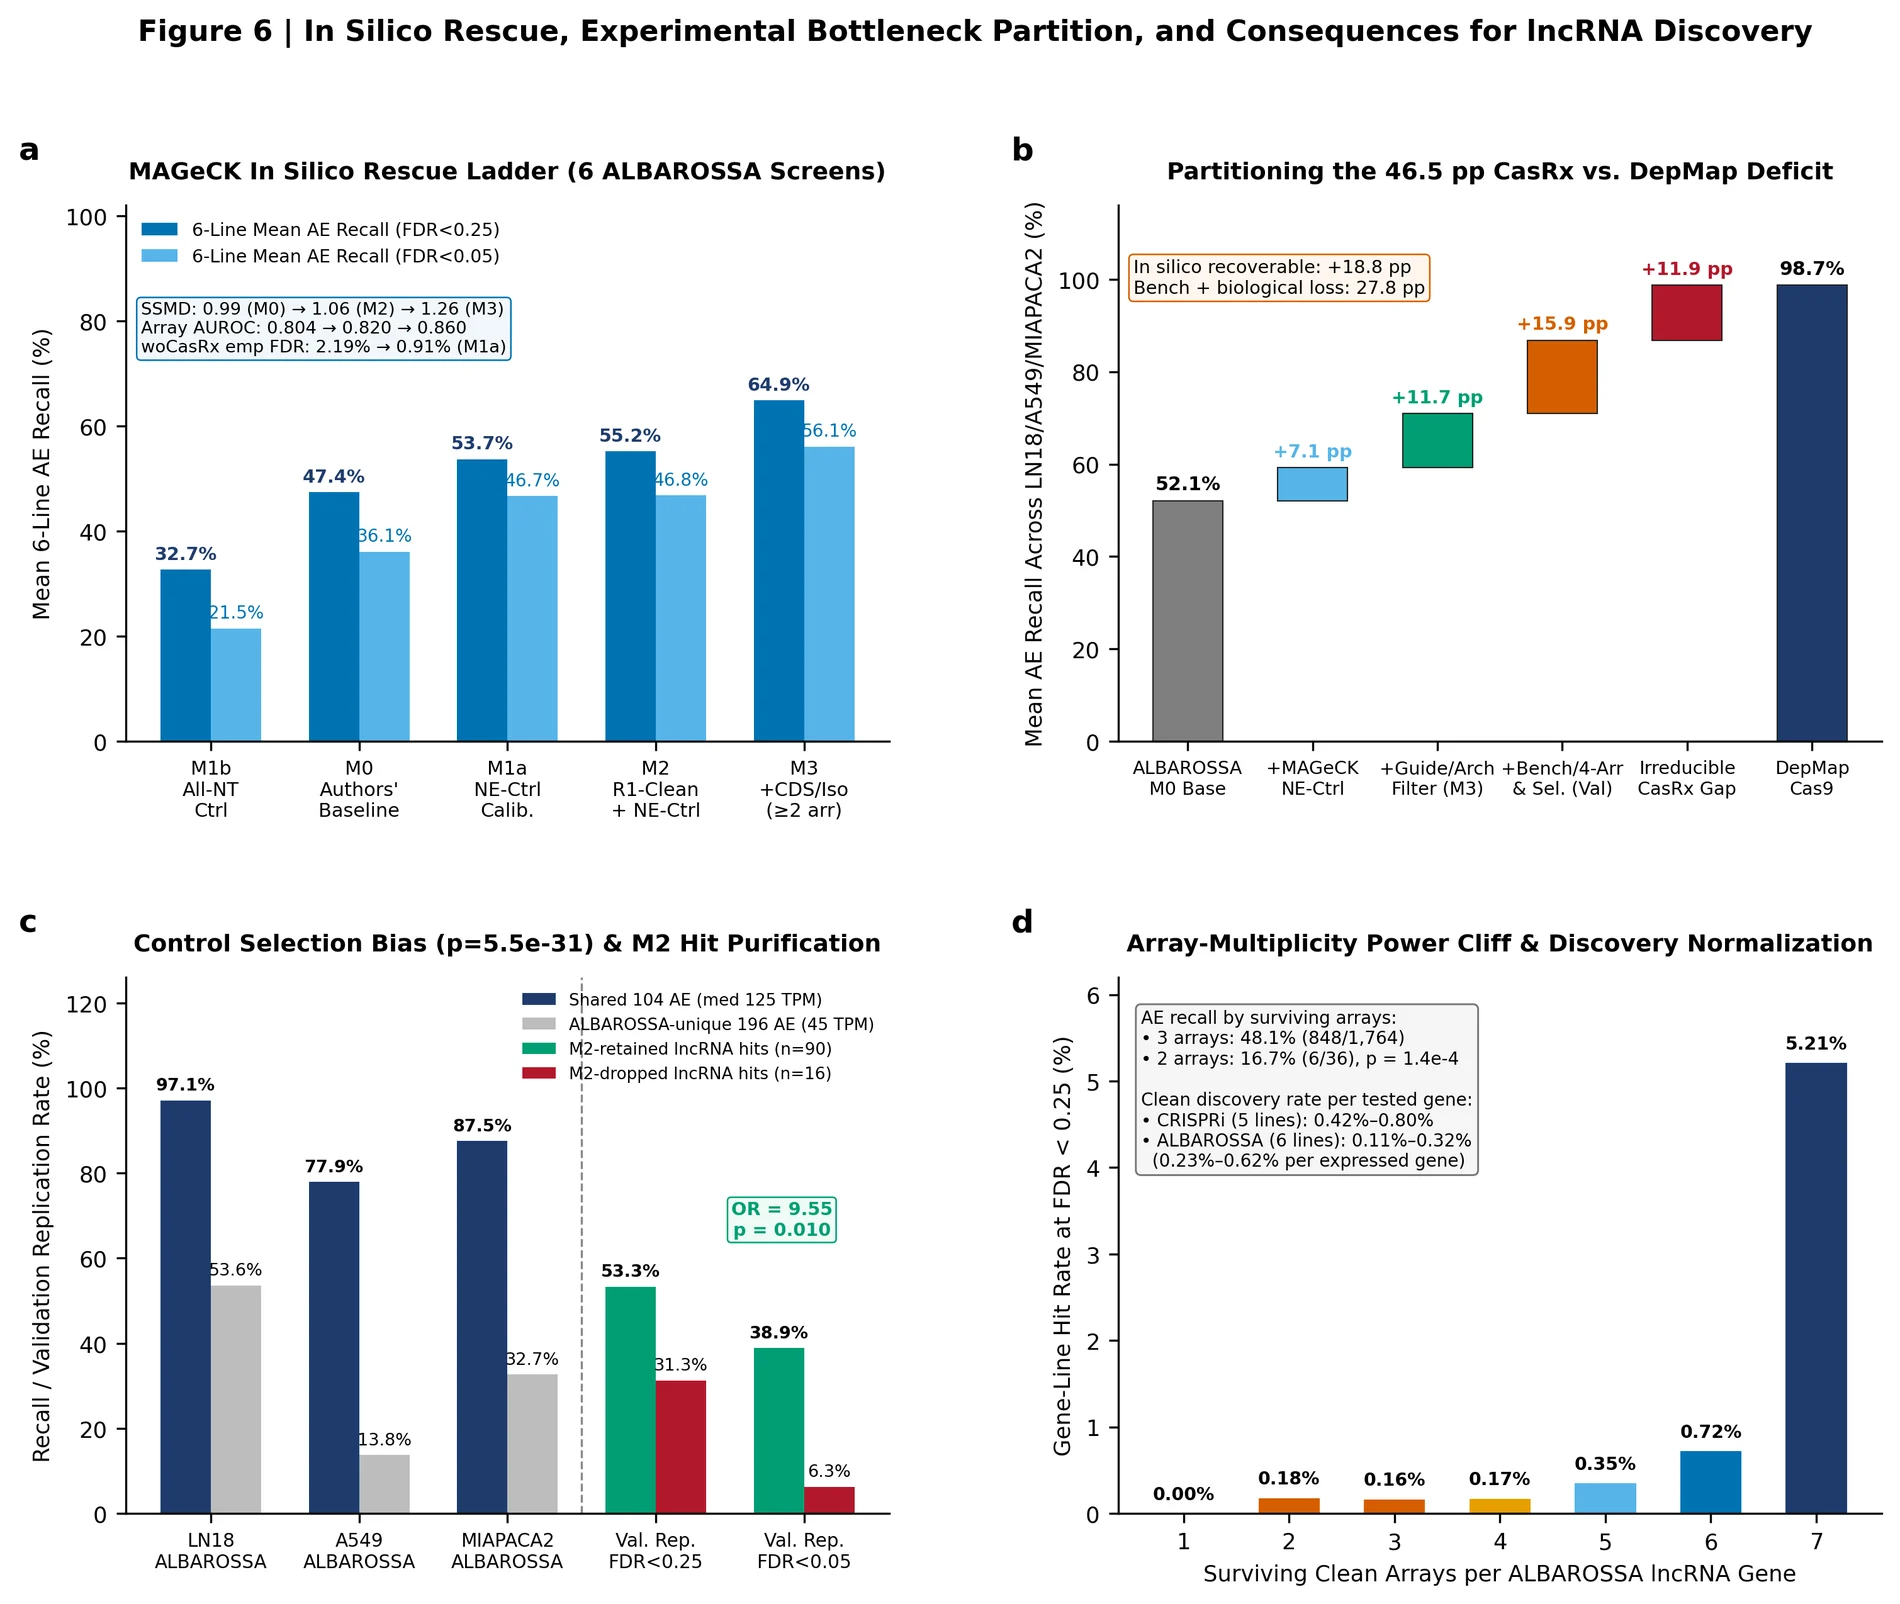 Figure 6 | In Silico Rescue, Experimental Bottleneck Partition, and Consequences for lncRNA Discovery
a
MAGeCK In Silico Rescue Ladder (6 ALBAROSSA Screens)
Mean 6-Line AE Recall (%)
100
80
60
40
20
0
6-Line Mean AE Recall (FDR<0.25)
6-Line Mean AE Recall (FDR<0.05)
SSMD: 0.99 (M0) → 1.06 (M2) → 1.26 (M3)
Array AUROC: 0.804 → 0.820 → 0.860
woCasRx emp FDR: 2.19% → 0.91% (M1a)
32.7%
21.5%
47.4%
36.1%
53.7%
46.7%
55.2%
46.8%
64.9%
56.1%
M1b
All-NT
Ctrl
M0
Authors'
Baseline
M1a
NE-Ctrl
Calib.
M2
R1-Clean
+ NE-Ctrl
M3
+CDS/Iso
(≥2 arr)
b
Partitioning the 46.5 pp CasRx vs. DepMap Deficit
Mean AE Recall Across LN18/A549/MIAPACA2 (%)
100
80
60
40
20
0
In silico recoverable: +18.8 pp
Bench + biological loss: 27.8 pp
52.1%
+7.1 pp
+11.7 pp
+15.9 pp
+11.9 pp
98.7%
ALBAROSSA
M0 Base
+MAGeCK
NE-Ctrl
+Guide/Arch
Filter (M3)
+Bench/4-Arr
& Sel. (Val)
Irreducible
CasRx Gap
DepMap
Cas9
c
Control Selection Bias (p=5.5e-31) & M2 Hit Purification
Recall / Validation Replication Rate (%)
120
100
80
60
40
20
0
Shared 104 AE (med 125 TPM)
ALBAROSSA-unique 196 AE (45 TPM)
M2-retained lncRNA hits (n=90)
M2-dropped lncRNA hits (n=16)
97.1%
53.6%
77.9%
13.8%
87.5%
32.7%
53.3%
31.3%
38.9%
6.3%
OR = 9.55
p = 0.010
LN18
ALBAROSSA
A549
ALBAROSSA
MIAPACA2
ALBAROSSA
Val. Rep.
FDR<0.25
Val. Rep.
FDR<0.05
d
Array-Multiplicity Power Cliff & Discovery Normalization
Gene-Line Hit Rate at FDR < 0.25 (%)
6
5
4
3
2
1
0
AE recall by surviving arrays:
• 3 arrays: 48.1% (848/1,764)
• 2 arrays: 16.7% (6/36), p = 1.4e-4
Clean discovery rate per tested gene:
• CRISPRi (5 lines): 0.42%–0.80%
• ALBAROSSA (6 lines): 0.11%–0.32%
(0.23%–0.62% per expressed gene)
0.00%
0.18%
0.16%
0.17%
0.35%
0.72%
5.21%
1
2
3
4
5
6
7
Surviving Clean Arrays per ALBAROSSA lncRNA Gene